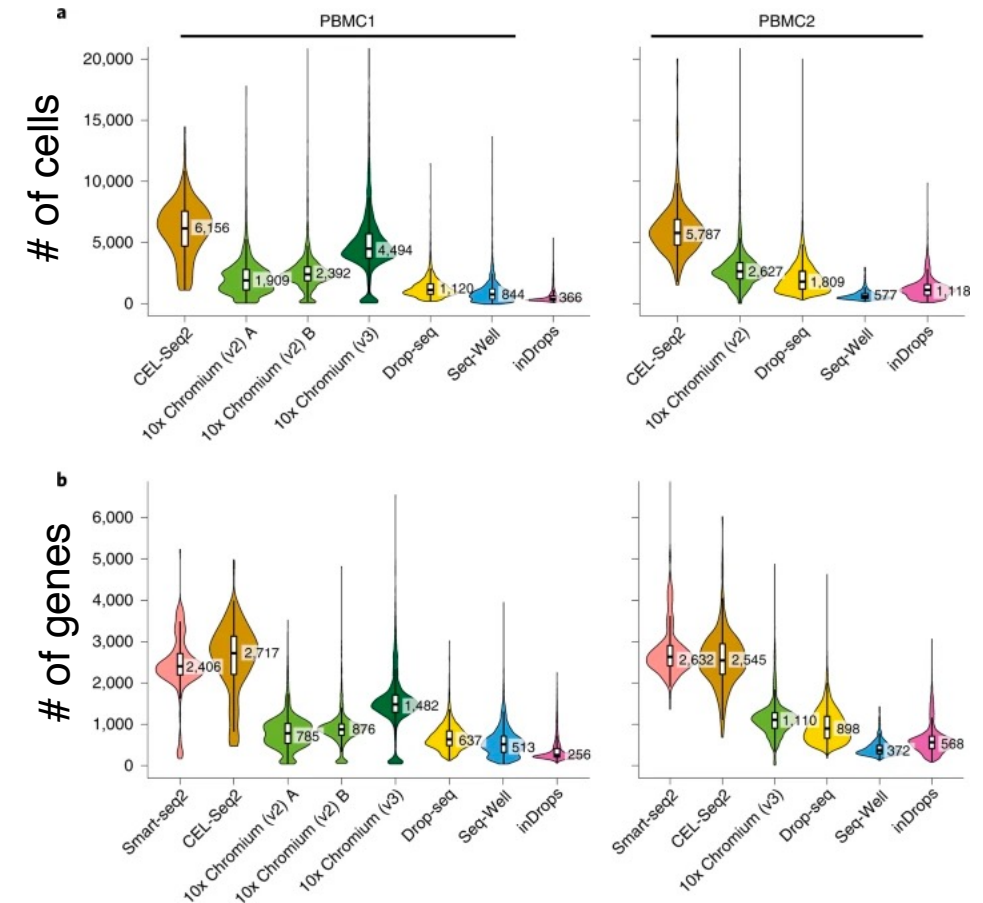 a
PBMC1
PBMC2
# of cells
20,000
15,000
10,000
5,000
0
6,156
1,909
2,392
4,494
1,120
844
366
5,787
2,627
1,809
577
1,118
CEL-Seq2
10x Chromium (v2) A
10x Chromium (v2) B
10x Chromium (v3)
Drop-seq
Seq-Well
inDrops
CEL-Seq2
10x Chromium (v2)
Drop-seq
Seq-Well
inDrops
b
# of genes
6,000
5,000
4,000
3,000
2,000
1,000
0
2,406
2,717
785
876
1,482
637
513
256
2,632
2,545
1,110
898
372
568
Smart-seq2
CEL-Seq2
10x Chromium (v2) A
10x Chromium (v2) B
10x Chromium (v3)
Drop-seq
Seq-Well
inDrops
Smart-seq2
CEL-Seq2
10x Chromium (v3)
Drop-seq
Seq-Well
inDrops